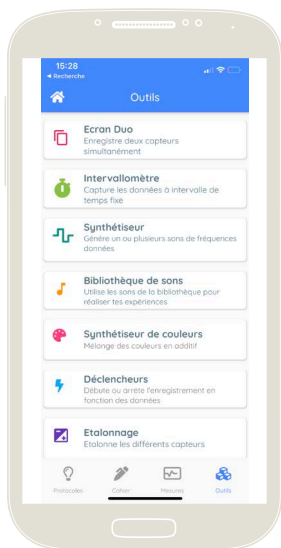 15:28
◀ Recherche
Outils
Ecran Duo
Enregistre deux capteurs
simultanément
Intervallomètre
Capture les données à intervalle de
temps fixe
Synthétiseur
Génère un ou plusieurs sons de fréquences
données
Bibliothèque de sons
Utilise les sons de la bibliothèque pour
réaliser tes expériences
Synthétiseur de couleurs
Mélange des couleurs en additif
Déclencheurs
Débute ou arrête l'enregistrement en
fonction des données
Etalonnage
Etalonne les différents capteurs
Protocoles Cahier Mesures Outils